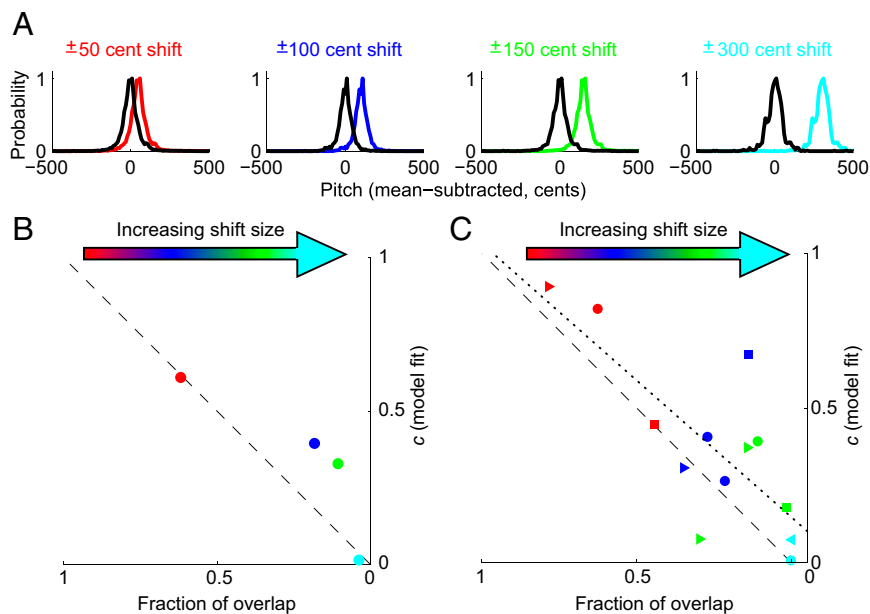 A
±50 cent shift
±100 cent shift
±150 cent shift
±300 cent shift
Probability
1
0
−500
0
500
1
0
−500
0
500
1
0
−500
0
500
1
0
−500
0
500
Pitch (mean−subtracted, cents)
B
Increasing shift size
1
0.5
0
c (model fit)
1
0.5
0
Fraction of overlap
C
Increasing shift size
1
0.5
0
c (model fit)
1
0.5
0
Fraction of overlap